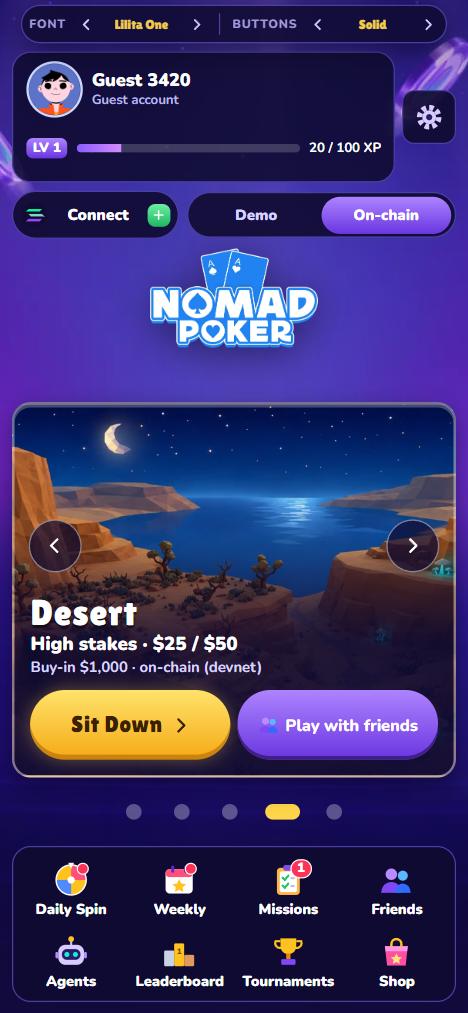 FONT Lilita One BUTTONS Solid
Guest 3420
Guest account
LV 1 20 / 100 XP
Connect Demo On-chain
A A
NOMAD
POKER
Desert
High stakes · $25 / $50
Buy-in $1,000 · on-chain (devnet)
Sit Down Play with friends
1
Daily Spin Weekly Missions Friends
1
Agents Leaderboard Tournaments Shop